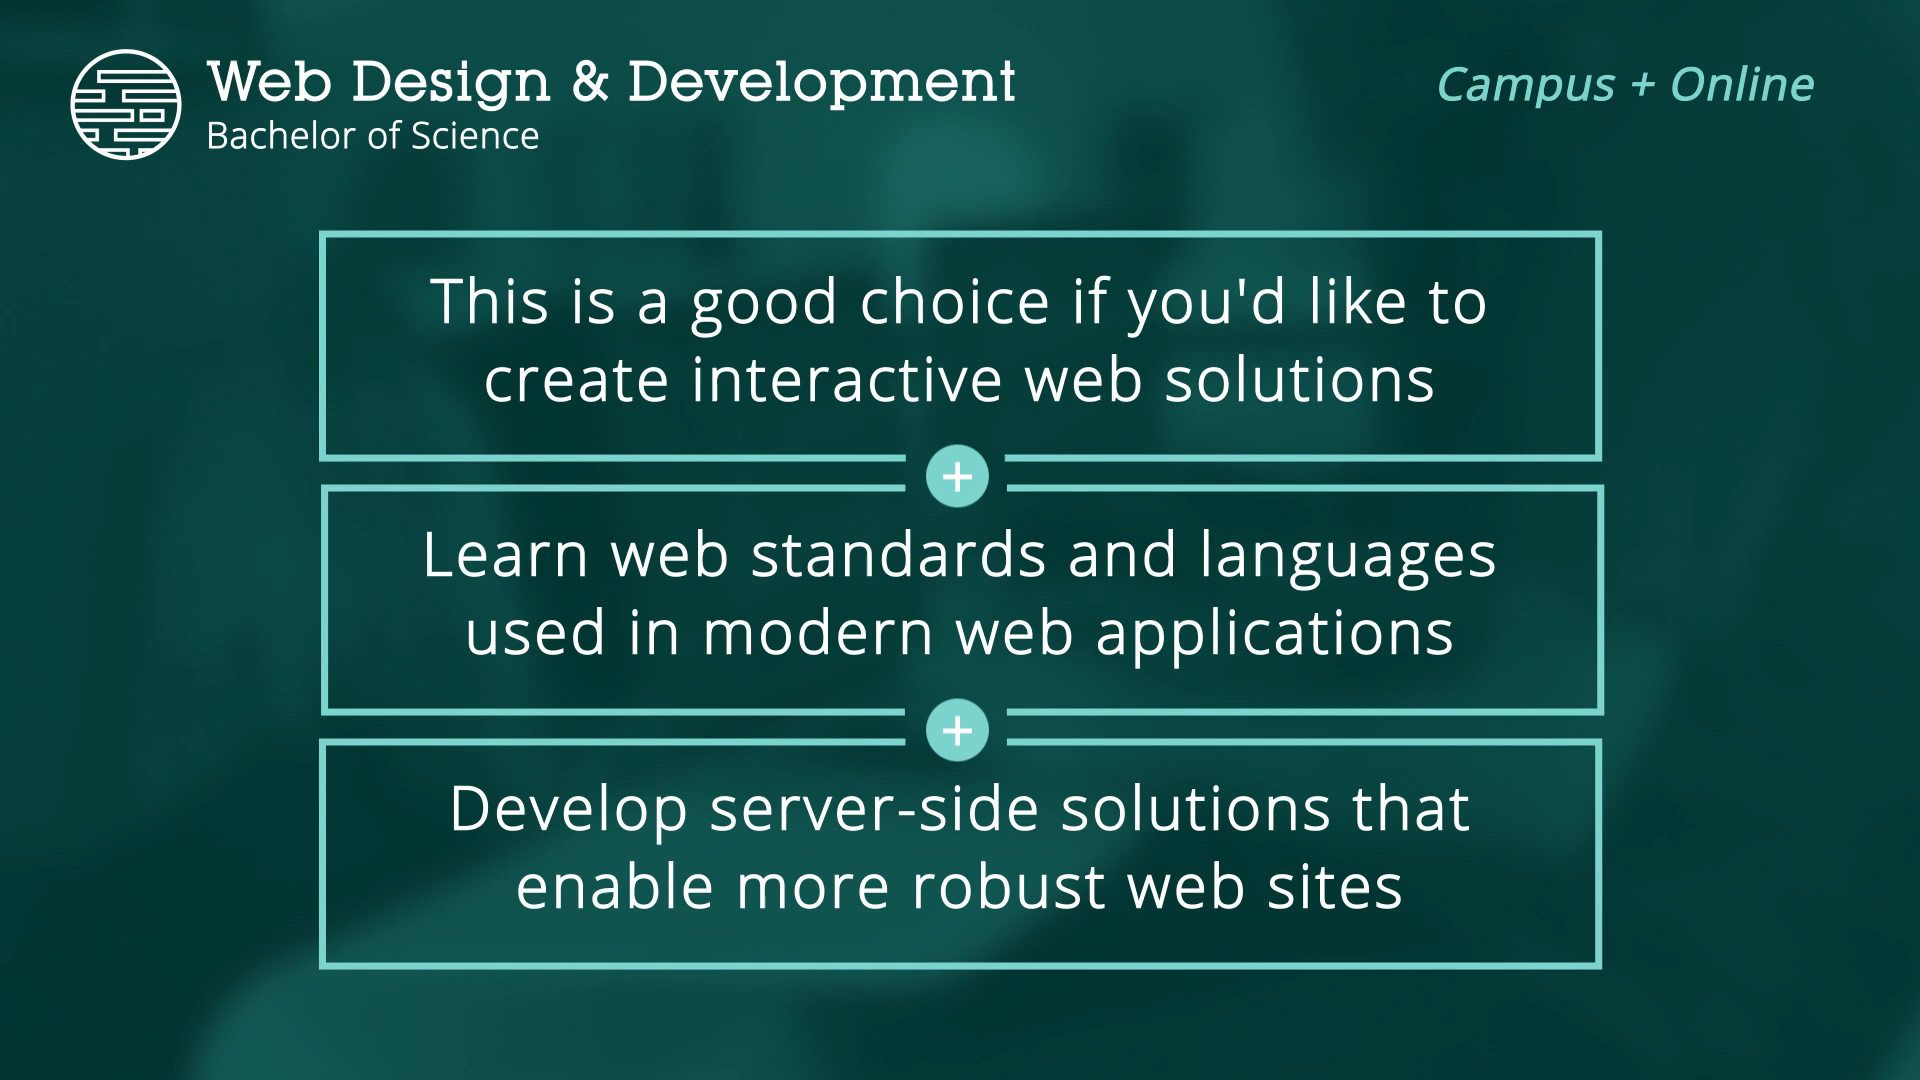 Web Design & Development
Bachelor of Science
Campus + Online
This is a good choice if you'd like to
create interactive web solutions
+
Learn web standards and languages
used in modern web applications
+
Develop server-side solutions that
enable more robust web sites